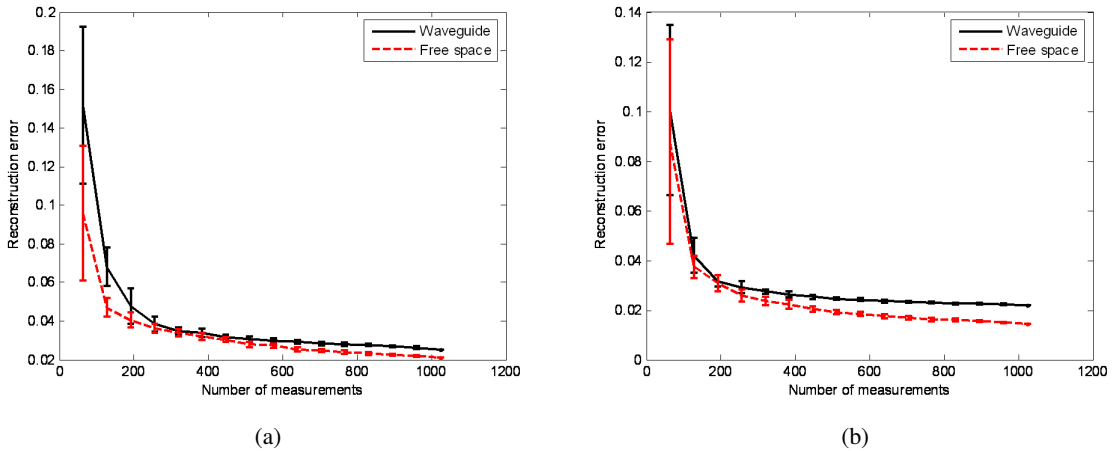 0.2
0.18
0.16
0.14
0.12
0.1
0.08
0.06
0.04
0.02
Reconstruction error
0 200 400 600 800 1000 1200
Number of measurements
Waveguide
Free space
(a)
0.14
0.12
0.1
0.08
0.06
0.04
0.02
0
Reconstruction error
0 200 400 600 800 1000 1200
Number of measurements
Waveguide
Free space
(b)